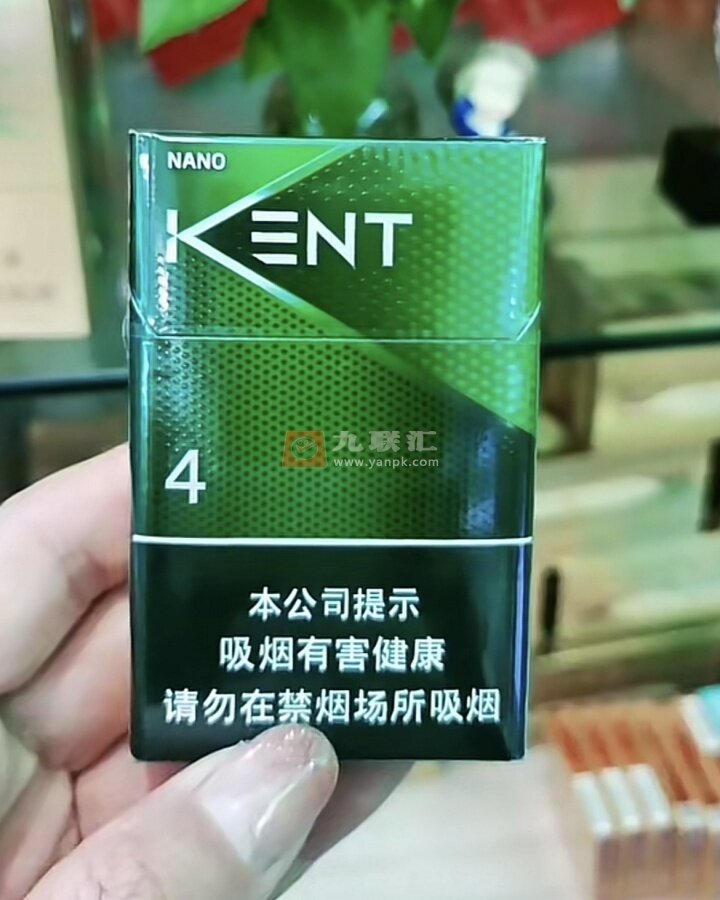 NANO
KENT
4
九联汇
www.yanpk.com
本公司提示
吸烟有害健康
请勿在禁烟场所吸烟